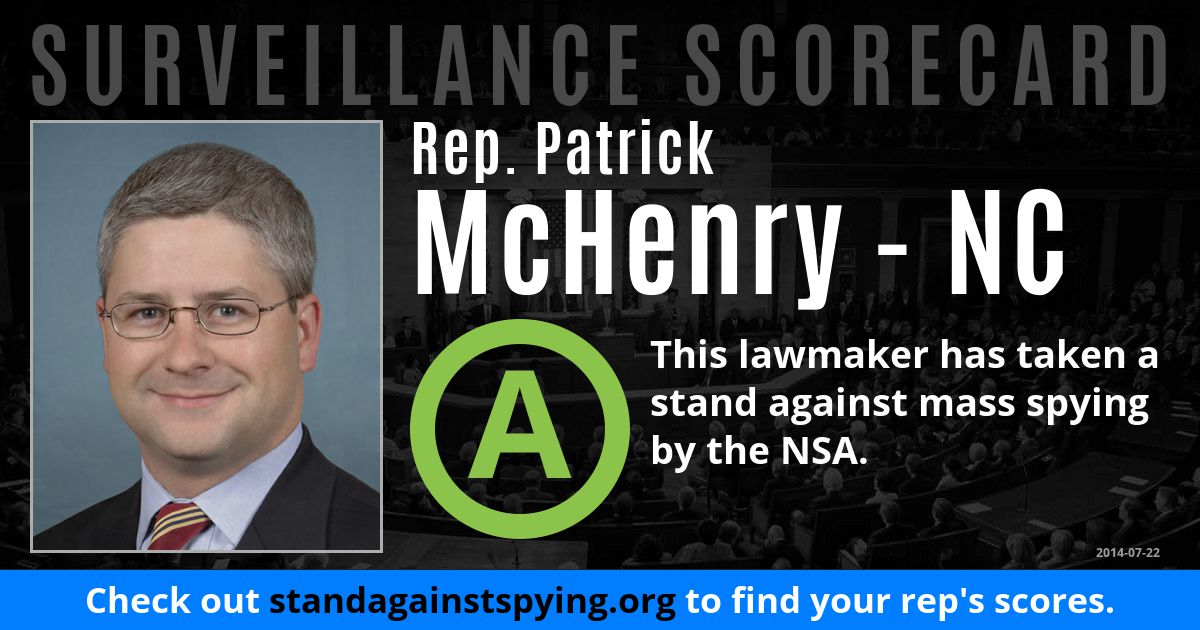 SURVEILLANCE SCORECARD
Rep. Patrick
McHenry - NC
A
This lawmaker has taken a
stand against mass spying
by the NSA.
2014-07-22
Check out standagainstspying.org to find your rep's scores.